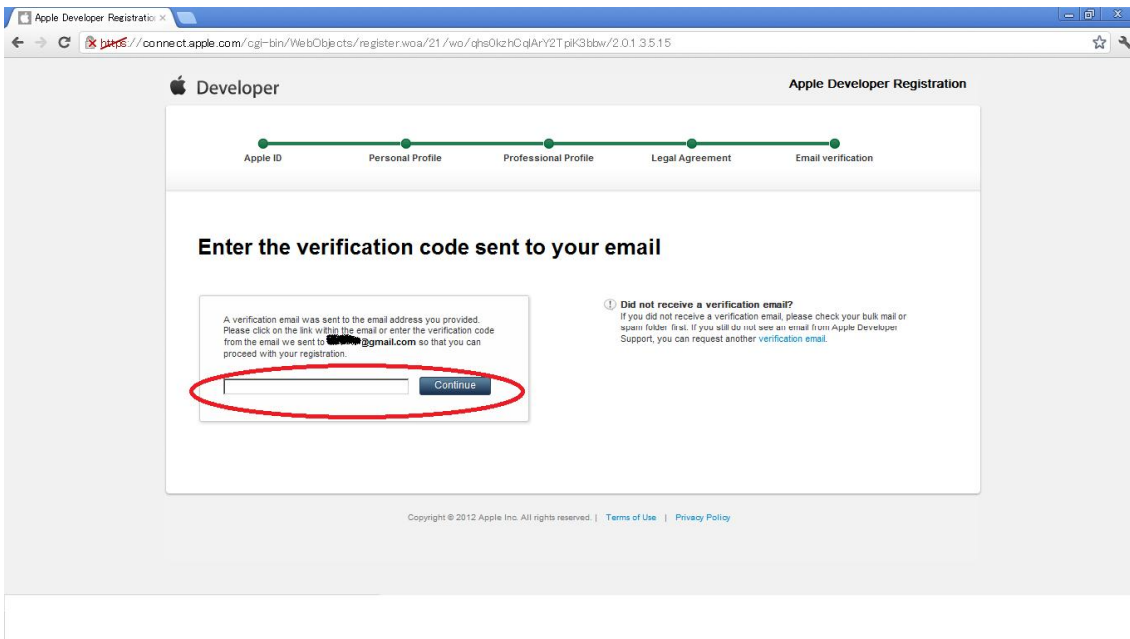 Apple Developer Registratio
https://connect.apple.com/cgi-bin/WebObjects/register.woa/21/wo/qhs0kzhCqlArY2TpiK3bbw/2.0.1.3.5.15
Developer
Apple Developer Registration
Apple ID
Personal Profile
Professional Profile
Legal Agreement
Email verification
Enter the verification code sent to your email
A verification email was sent to the email address you provided.
Please click on the link within the email or enter the verification code
from the email we sent to @gmail.com so that you can
proceed with your registration.
Continue
Did not receive a verification email?
If you did not receive a verification email, please check your bulk mail or
spam folder first. If you still do not see an email from Apple Developer
Support, you can request another verification email.
Copyright © 2012 Apple Inc. All rights reserved. | Terms of Use | Privacy Policy